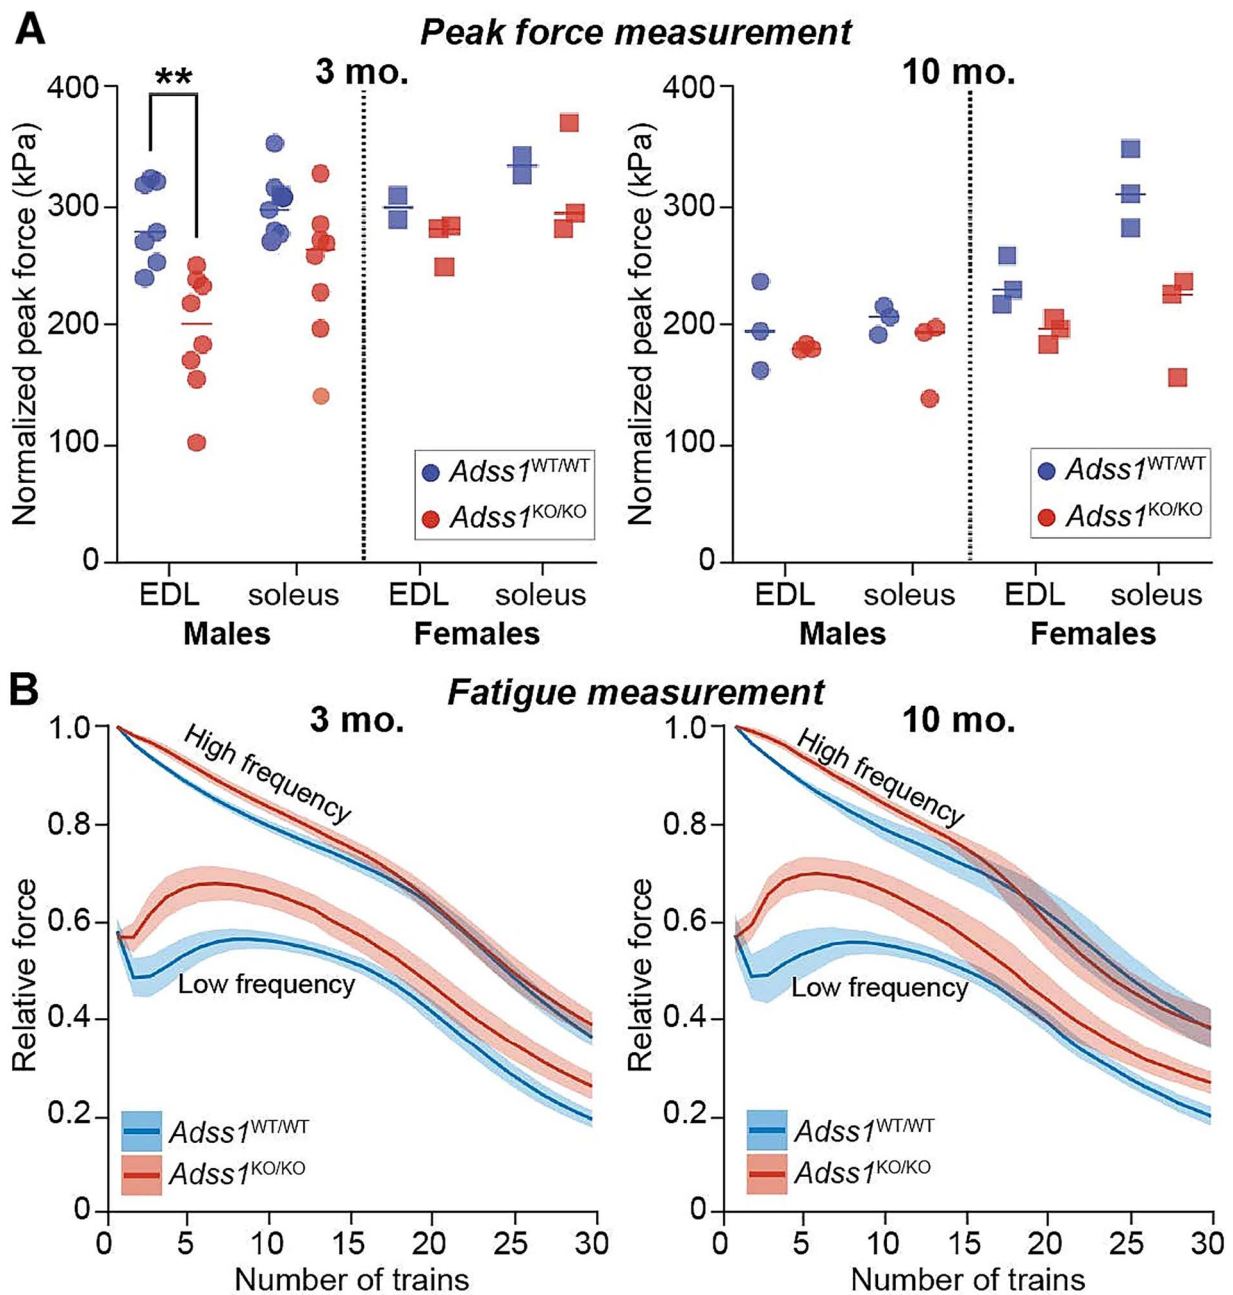 A
Peak force measurement
3 mo.
10 mo.
Normalized peak force (kPa)
400
300
200
100
0
**
Adss1WT/WT
Adss1KO/KO
EDL soleus EDL soleus
Males Females
Normalized peak force (kPa)
400
300
200
100
0
Adss1WT/WT
Adss1KO/KO
EDL soleus EDL soleus
Males Females
B
Fatigue measurement
3 mo.
10 mo.
Relative force
1.0
0.8
0.6
0.4
0.2
0
High frequency
Low frequency
Adss1WT/WT
Adss1KO/KO
0 5 10 15 20 25 30
Number of trains
Relative force
1.0
0.8
0.6
0.4
0.2
0
High frequency
Low frequency
Adss1WT/WT
Adss1KO/KO
0 5 10 15 20 25 30
Number of trains